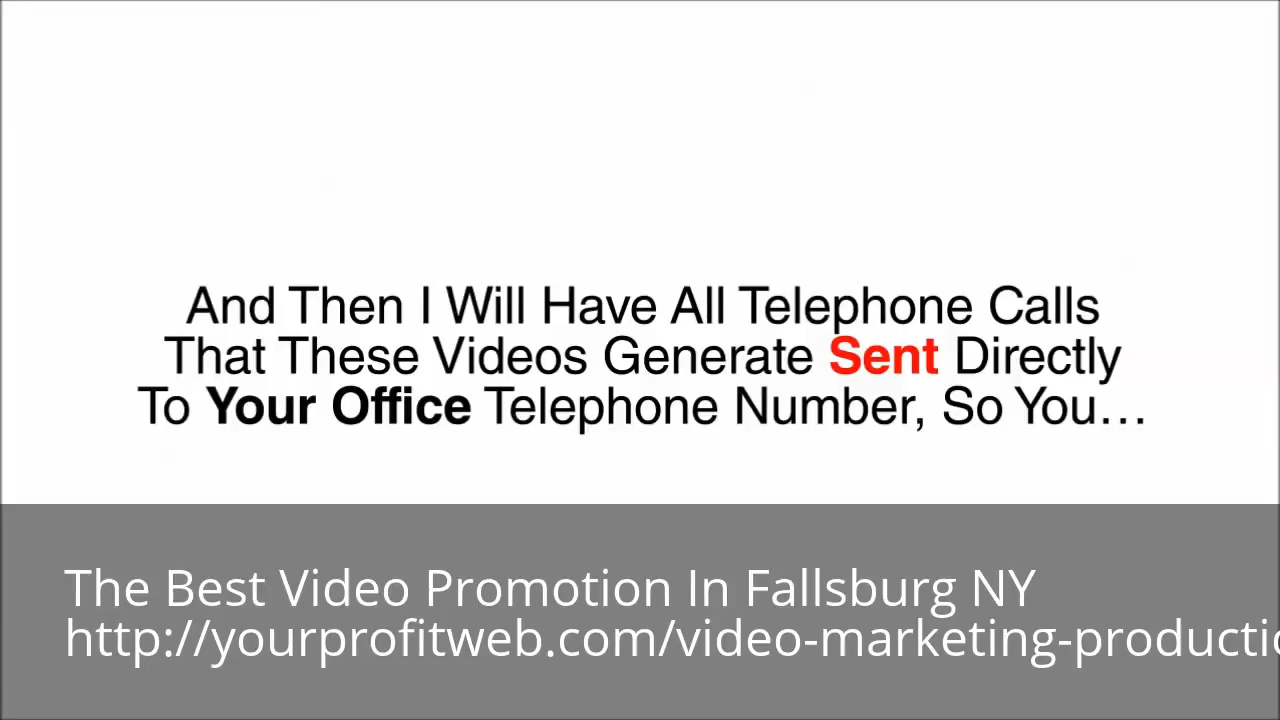 And Then I Will Have All Telephone Calls
That These Videos Generate Sent Directly
To Your Office Telephone Number, So You…
The Best Video Promotion In Fallsburg NY
http://yourprofitweb.com/video-marketing-productio